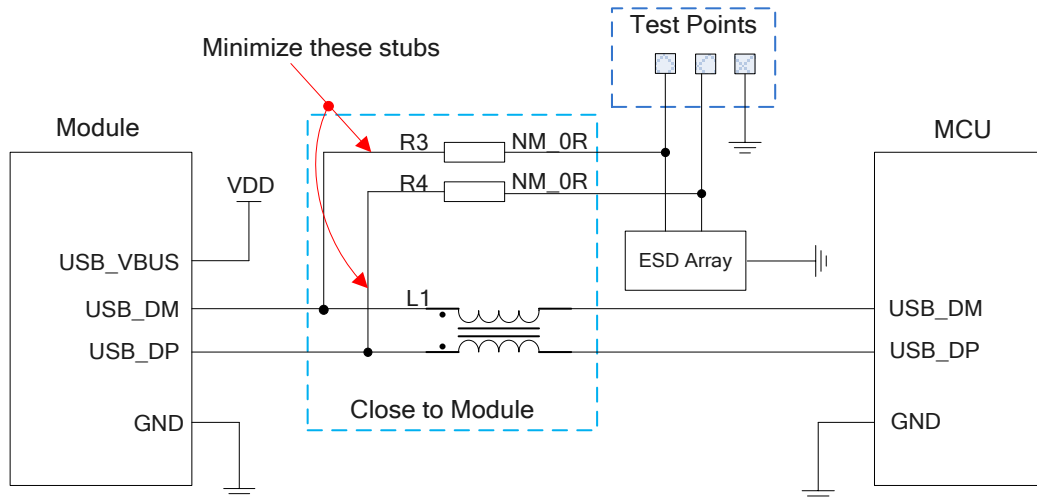 Test Points
Minimize these stubs
Module
MCU
R3
NM_0R
R4
NM_0R
VDD
ESD Array
USB_VBUS
L1
USB_DM
USB_DM
USB_DP
USB_DP
Close to Module
GND
GND